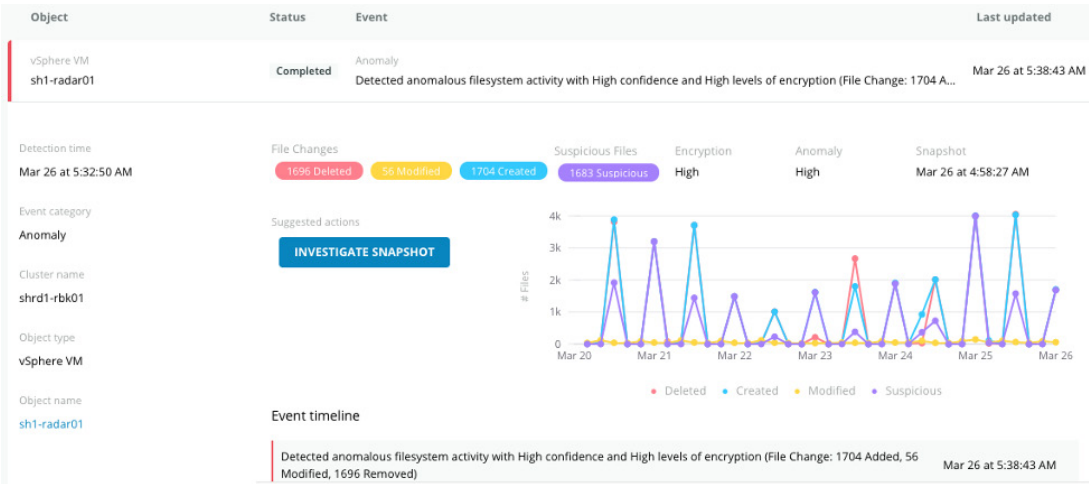 Object Status Event Last updated
vSphere VM
sh1-radar01
Completed
Anomaly
Detected anomalous filesystem activity with High confidence and High levels of encryption (File Change: 1704 A...
Mar 26 at 5:38:43 AM
Detection time
Mar 26 at 5:32:50 AM
Event category
Anomaly
Cluster name
shrd1-rbk01
Object type
vSphere VM
Object name
sh1-radar01
File Changes
1696 Deleted 56 Modified 1704 Created
Suspicious Files
1683 Suspicious
Encryption
High
Anomaly
High
Snapshot
Mar 26 at 4:58:27 AM
Suggested actions
INVESTIGATE SNAPSHOT
# Files
4k
3k
2k
1k
0
Mar 20 Mar 21 Mar 22 Mar 23 Mar 24 Mar 25 Mar 26
Deleted Created Modified Suspicious
Event timeline
Detected anomalous filesystem activity with High confidence and High levels of encryption (File Change: 1704 Added, 56
Modified, 1696 Removed)
Mar 26 at 5:38:43 AM